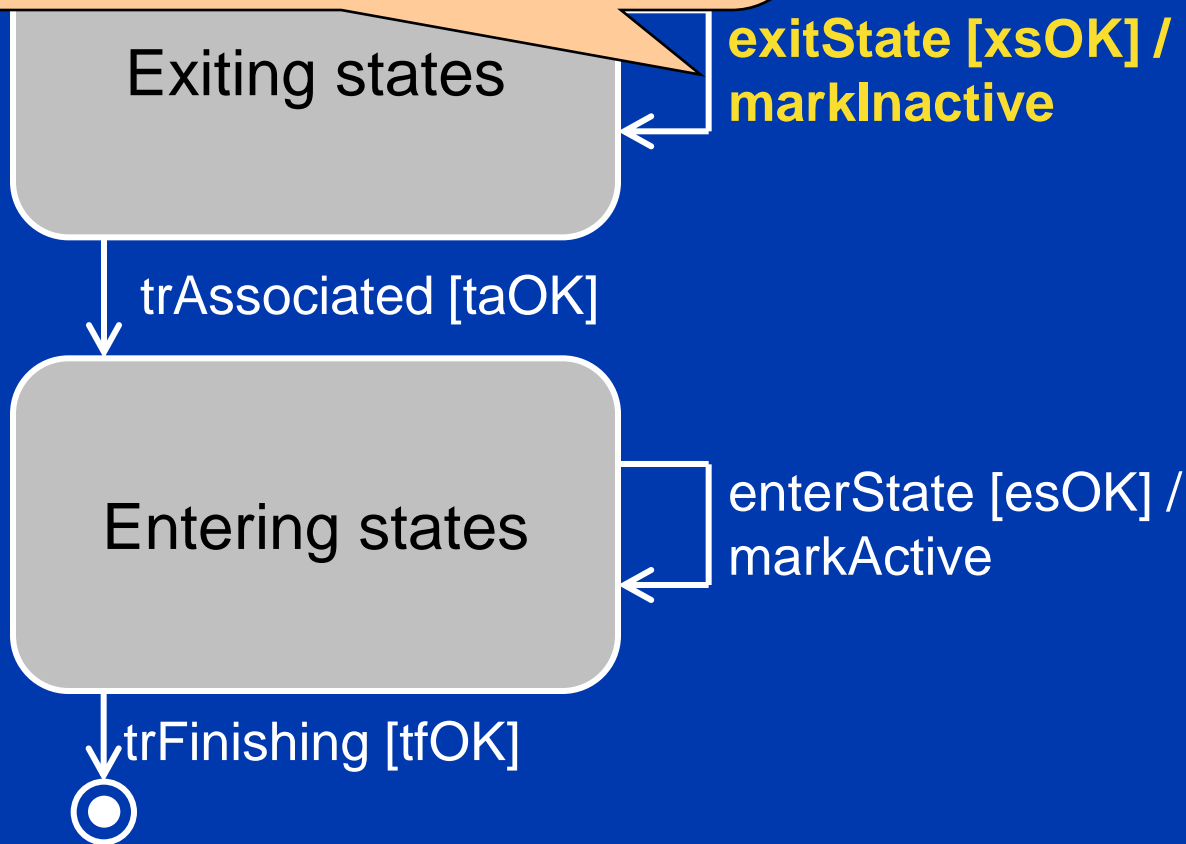 exitState [xsOK] /
Exiting states
markInactive
trAssociated [taOK]
enterState [esOK] /
Entering states
markActive
trFinishing [tfOK]